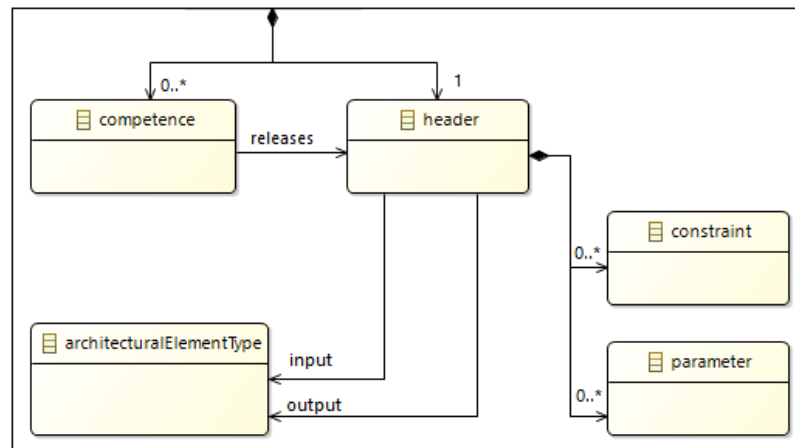 0..*
1
competence
header
releases
constraint
0..*
architecturalElementType
input
parameter
output
0..*